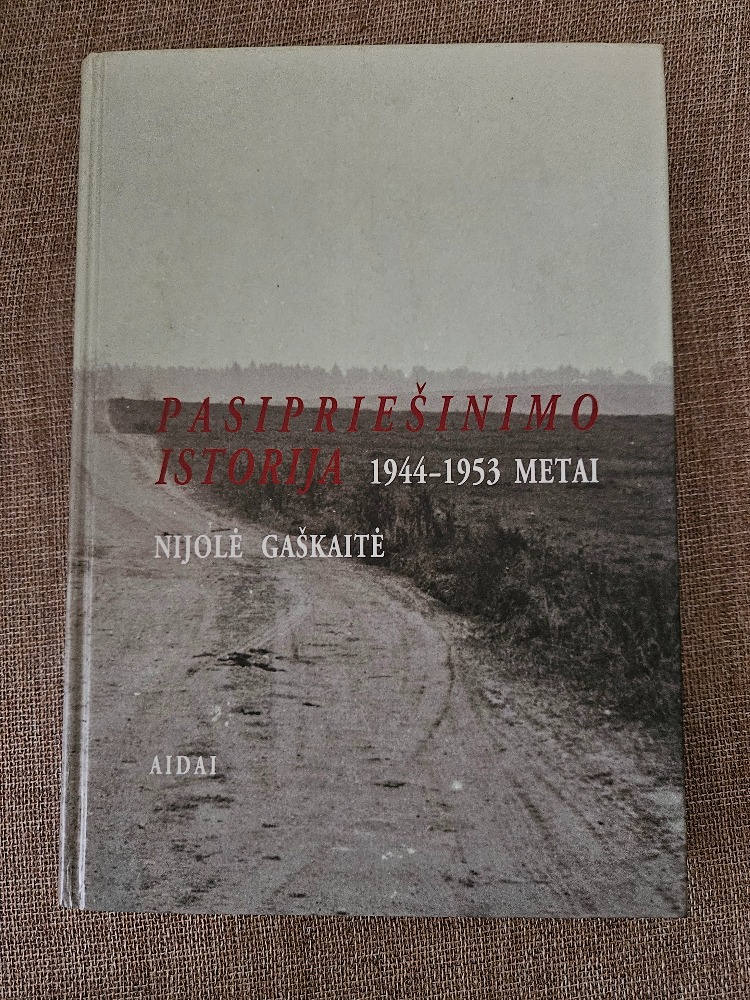 PASIPRIEŠINIMO
ISTORIJA 1944–1953 METAI
NIJOLĖ GAŠKAITĖ
AIDAI